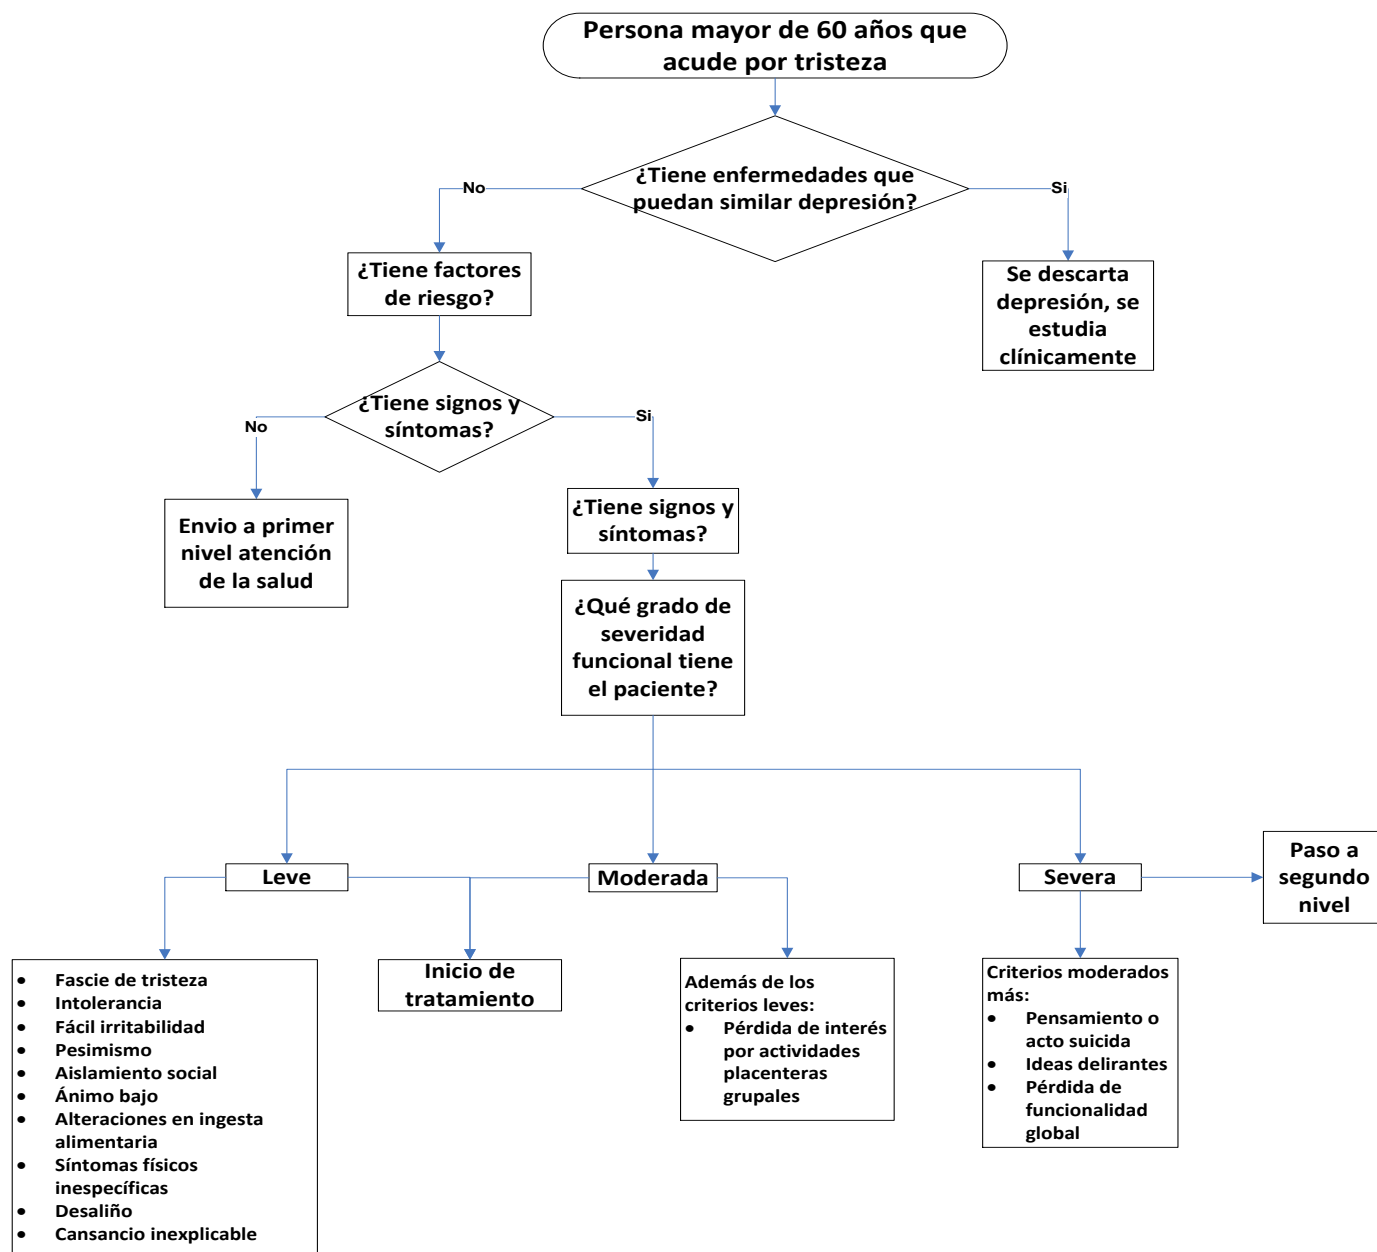 Persona mayor de 60 años que
acude por tristeza
¿Tiene enfermedades que
puedan similar depresión?
No
Si
¿Tiene factores
de riesgo?
Se descarta
depresión, se
estudia
clínicamente
¿Tiene signos y
síntomas?
No
Si
Envio a primer
nivel atención
de la salud
¿Tiene signos y
síntomas?
¿Qué grado de
severidad
funcional tiene
el paciente?
Leve
Moderada
Severa
Paso a
segundo
nivel
• Fascie de tristeza
• Intolerancia
• Fácil irritabilidad
• Pesimismo
• Aislamiento social
• Ánimo bajo
• Alteraciones en ingesta
alimentaria
• Síntomas físicos
inespecíficas
• Desaliño
• Cansancio inexplicable
Inicio de
tratamiento
Además de los
criterios leves:
• Pérdida de interés
por actividades
placenteras
grupales
Criterios moderados
más:
• Pensamiento o
acto suicida
• Ideas delirantes
• Pérdida de
funcionalidad
global